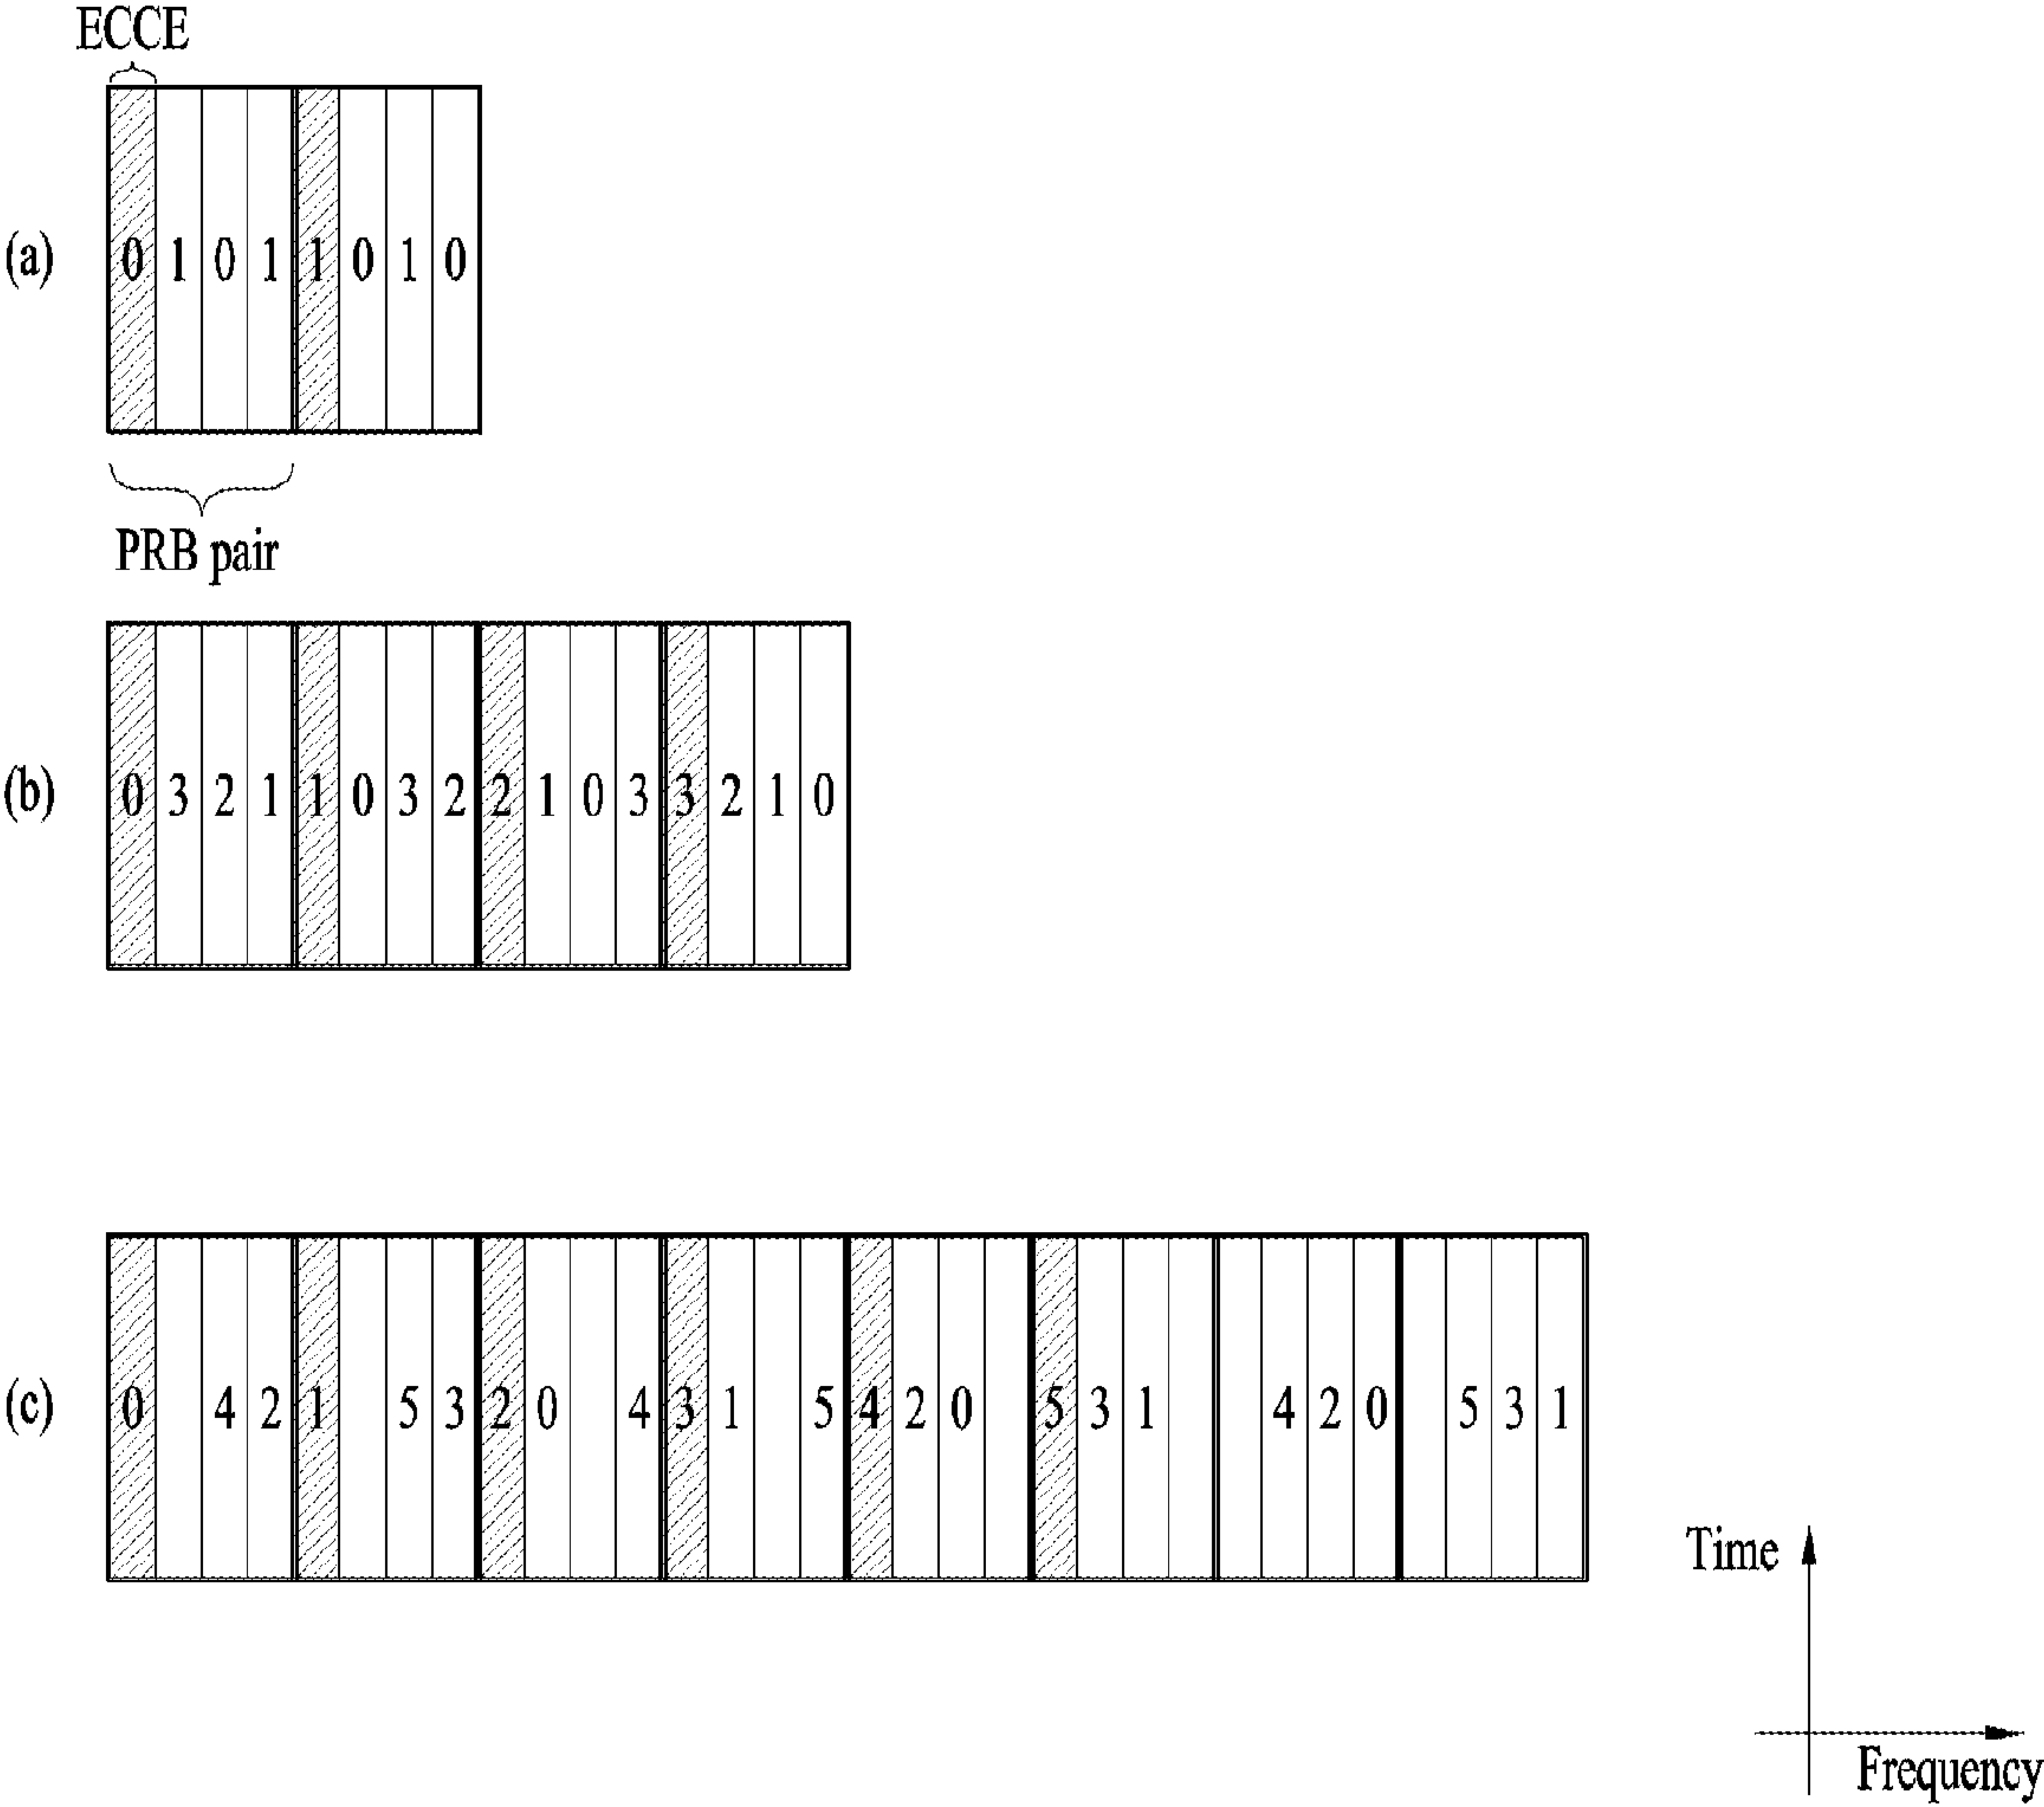 ECCE
(a) 0 1 0 1 1 0 1 0
PRB pair
(b) 0 3 2 1 1 0 3 2 2 1 0 3 3 2 1 0
(c) 0 4 2 1 5 3 2 0 4 3 1 5 4 2 0 5 3 1 4 2 0 5 3 1
Time
Frequency